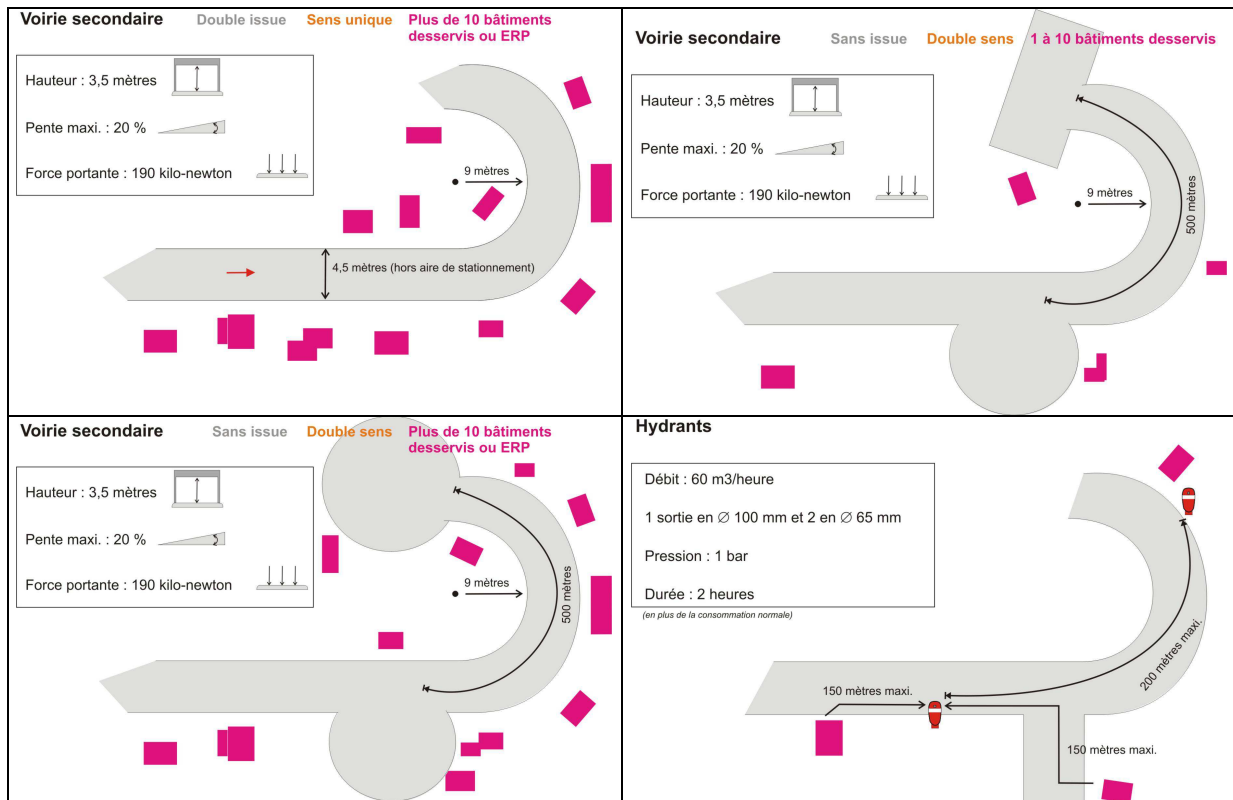 Voirie secondaire Double issue Sens unique Plus de 10 bâtiments
desservis ou ERP
Hauteur : 3,5 mètres
Pente maxi. : 20 %
Force portante : 190 kilo-newton
9 mètres
4,5 mètres (hors aire de stationnement)
Voirie secondaire Sans issue Double sens 1 à 10 bâtiments desservis
Hauteur : 3,5 mètres
Pente maxi. : 20 %
Force portante : 190 kilo-newton
9 mètres
500 mètres
Voirie secondaire Sans issue Double sens Plus de 10 bâtiments
desservis ou ERP
Hauteur : 3,5 mètres
Pente maxi. : 20 %
Force portante : 190 kilo-newton
9 mètres
500 mètres
Hydrants
Débit : 60 m3/heure
1 sortie en ∅ 100 mm et 2 en ∅ 65 mm
Pression : 1 bar
Durée : 2 heures
(en plus de la consommation normale)
200 mètres maxi.
150 mètres maxi.
150 mètres maxi.